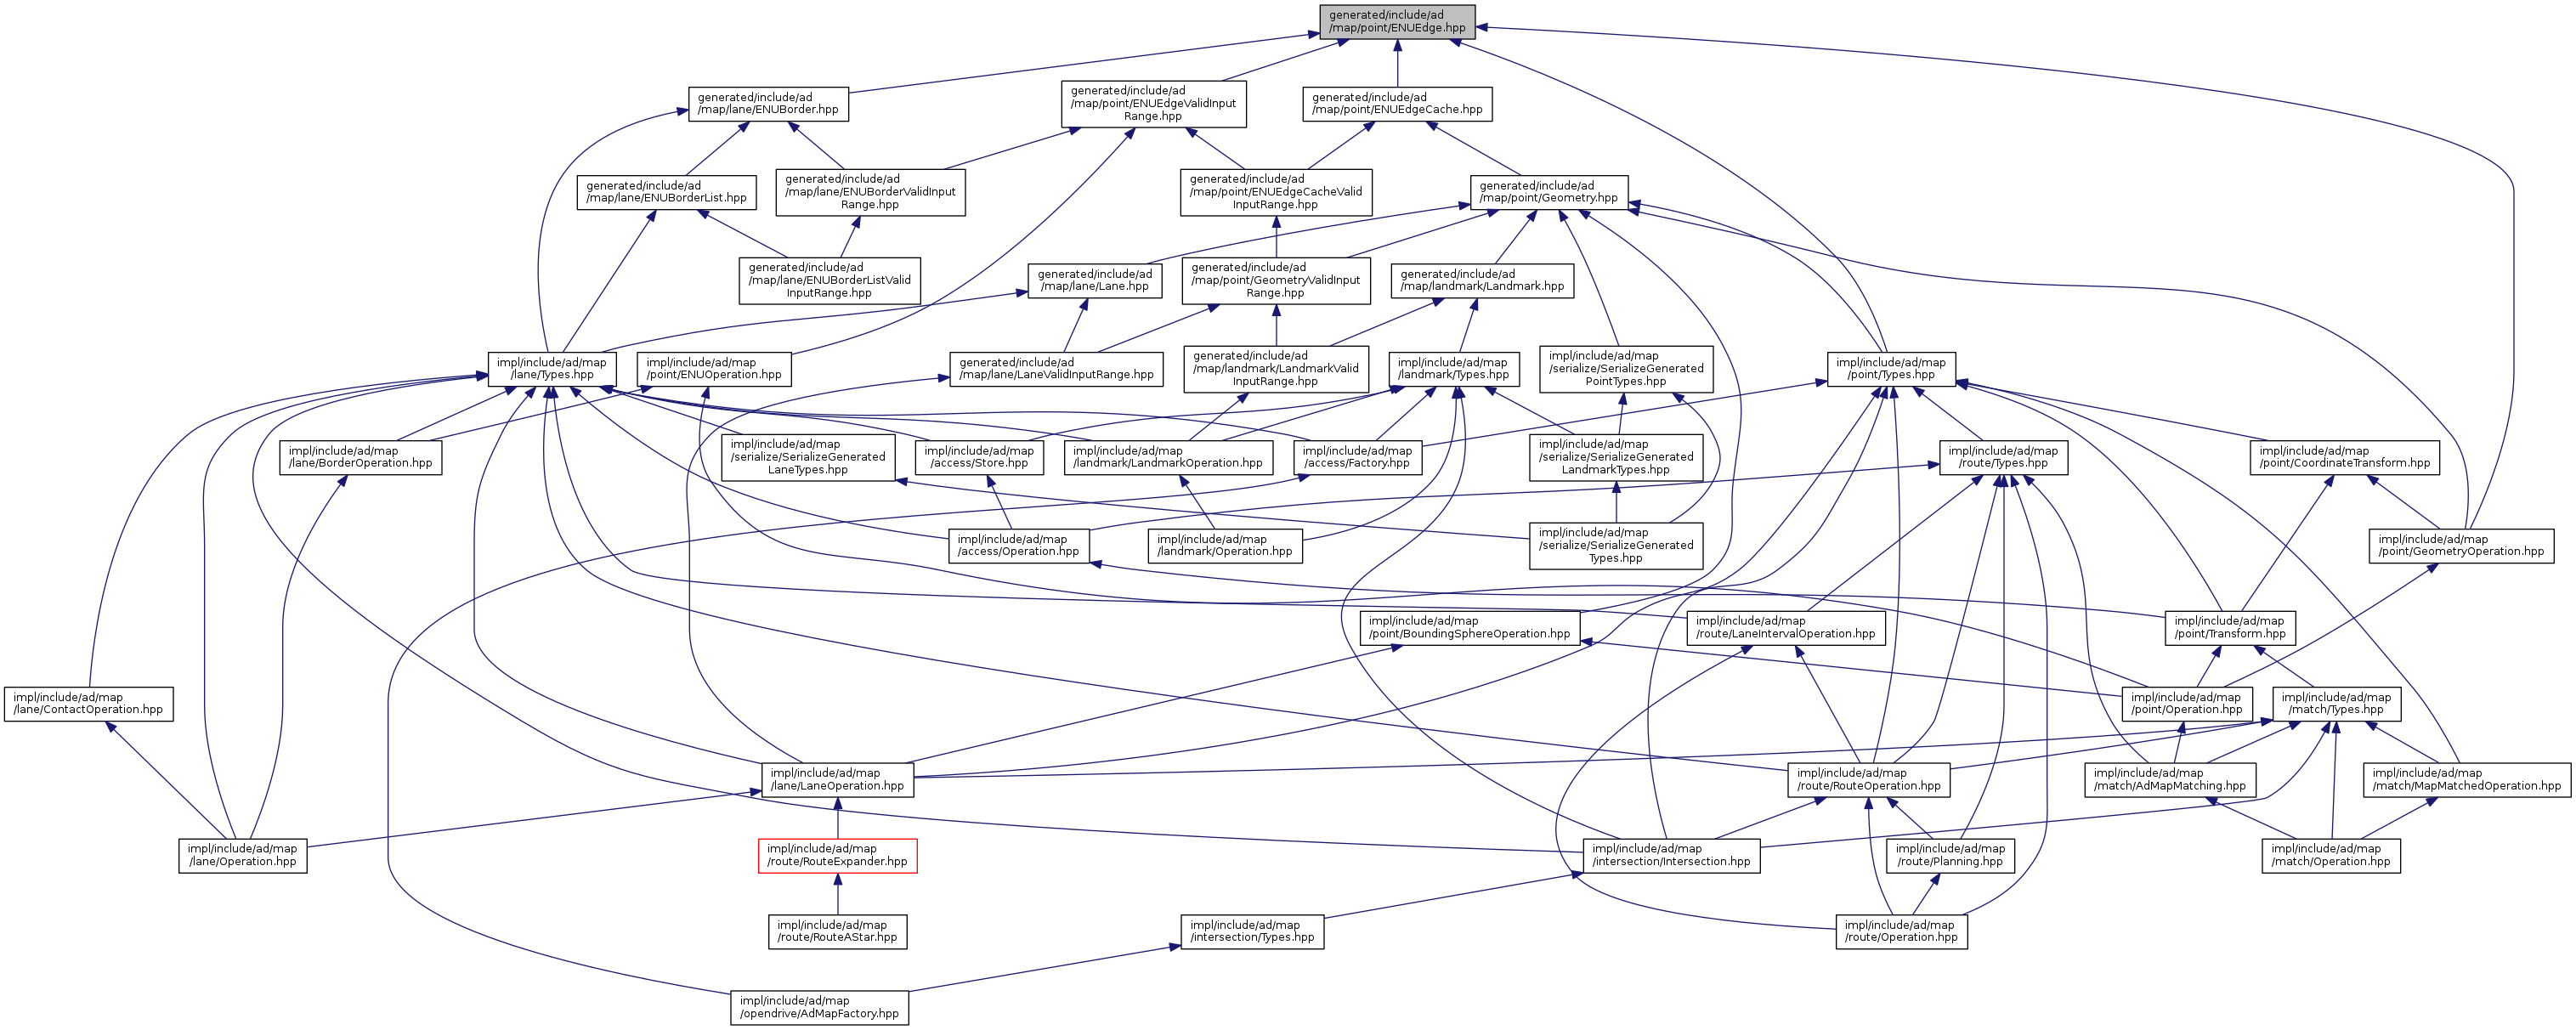 generated/include/ad
/map/point/ENUEdge.hpp
generated/include/ad
/map/lane/ENUBorder.hpp
generated/include/ad
/map/point/ENUEdgeValidInput
Range.hpp
generated/include/ad
/map/point/ENUEdgeCache.hpp
generated/include/ad
/map/lane/ENUBorderList.hpp
generated/include/ad
/map/lane/ENUBorderValidInput
Range.hpp
generated/include/ad
/map/point/ENUEdgeCacheValid
InputRange.hpp
generated/include/ad
/map/point/Geometry.hpp
generated/include/ad
/map/lane/ENUBorderListValid
InputRange.hpp
generated/include/ad
/map/lane/Lane.hpp
generated/include/ad
/map/point/GeometryValidInput
Range.hpp
generated/include/ad
/map/landmark/Landmark.hpp
impl/include/ad/map
/lane/Types.hpp
impl/include/ad/map
/point/ENUOperation.hpp
generated/include/ad
/map/lane/LaneValidInputRange.hpp
generated/include/ad
/map/landmark/LandmarkValid
InputRange.hpp
impl/include/ad/map
/landmark/Types.hpp
impl/include/ad/map
/serialize/SerializeGenerated
PointTypes.hpp
impl/include/ad/map
/point/Types.hpp
impl/include/ad/map
/lane/BorderOperation.hpp
impl/include/ad/map
/serialize/SerializeGenerated
LaneTypes.hpp
impl/include/ad/map
/access/Store.hpp
impl/include/ad/map
/landmark/LandmarkOperation.hpp
impl/include/ad/map
/access/Factory.hpp
impl/include/ad/map
/serialize/SerializeGenerated
LandmarkTypes.hpp
impl/include/ad/map
/route/Types.hpp
impl/include/ad/map
/point/CoordinateTransform.hpp
impl/include/ad/map
/access/Operation.hpp
impl/include/ad/map
/landmark/Operation.hpp
impl/include/ad/map
/serialize/SerializeGenerated
Types.hpp
impl/include/ad/map
/point/GeometryOperation.hpp
impl/include/ad/map
/point/BoundingSphereOperation.hpp
impl/include/ad/map
/route/LaneIntervalOperation.hpp
impl/include/ad/map
/point/Transform.hpp
impl/include/ad/map
/lane/ContactOperation.hpp
impl/include/ad/map
/point/Operation.hpp
impl/include/ad/map
/match/Types.hpp
impl/include/ad/map
/lane/LaneOperation.hpp
impl/include/ad/map
/route/RouteOperation.hpp
impl/include/ad/map
/match/AdMapMatching.hpp
impl/include/ad/map
/match/MapMatchedOperation.hpp
impl/include/ad/map
/lane/Operation.hpp
impl/include/ad/map
/route/RouteExpander.hpp
impl/include/ad/map
/intersection/Intersection.hpp
impl/include/ad/map
/route/Planning.hpp
impl/include/ad/map
/match/Operation.hpp
impl/include/ad/map
/route/RouteAStar.hpp
impl/include/ad/map
/intersection/Types.hpp
impl/include/ad/map
/route/Operation.hpp
impl/include/ad/map
/opendrive/AdMapFactory.hpp